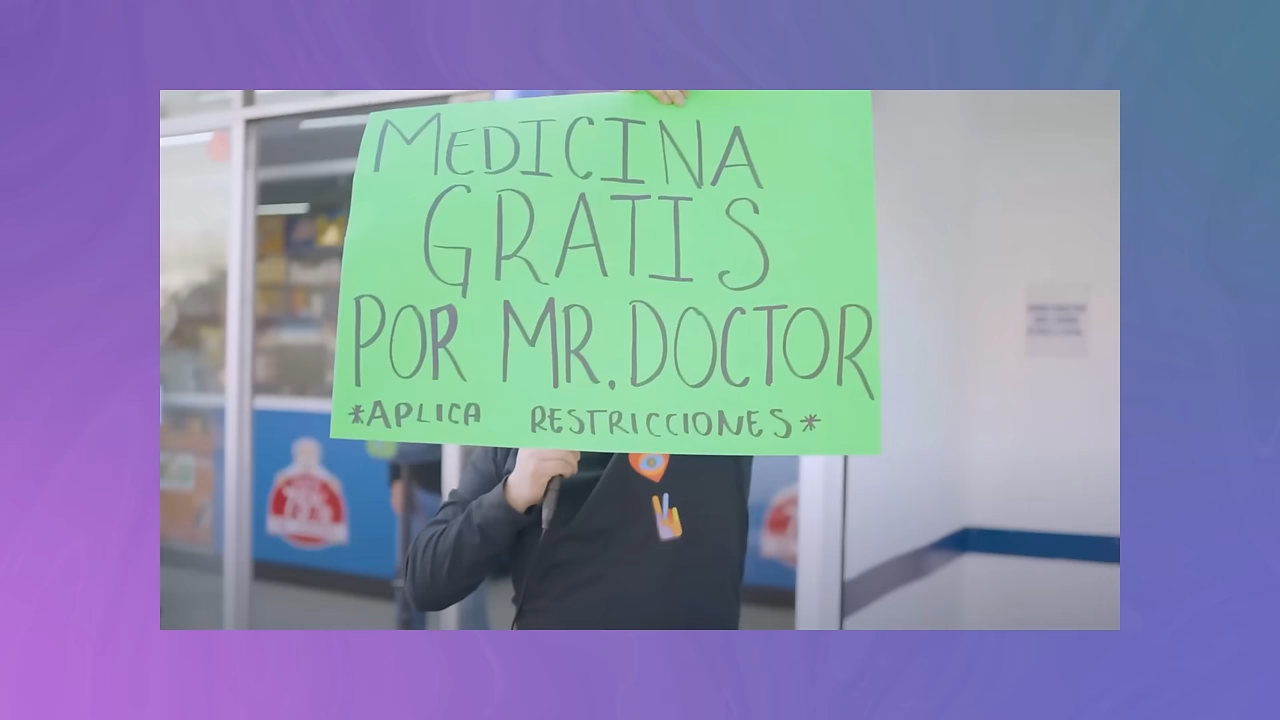 MEDICINA
GRATIS
POR MR. DOCTOR
*APLICA RESTRICCIONES*